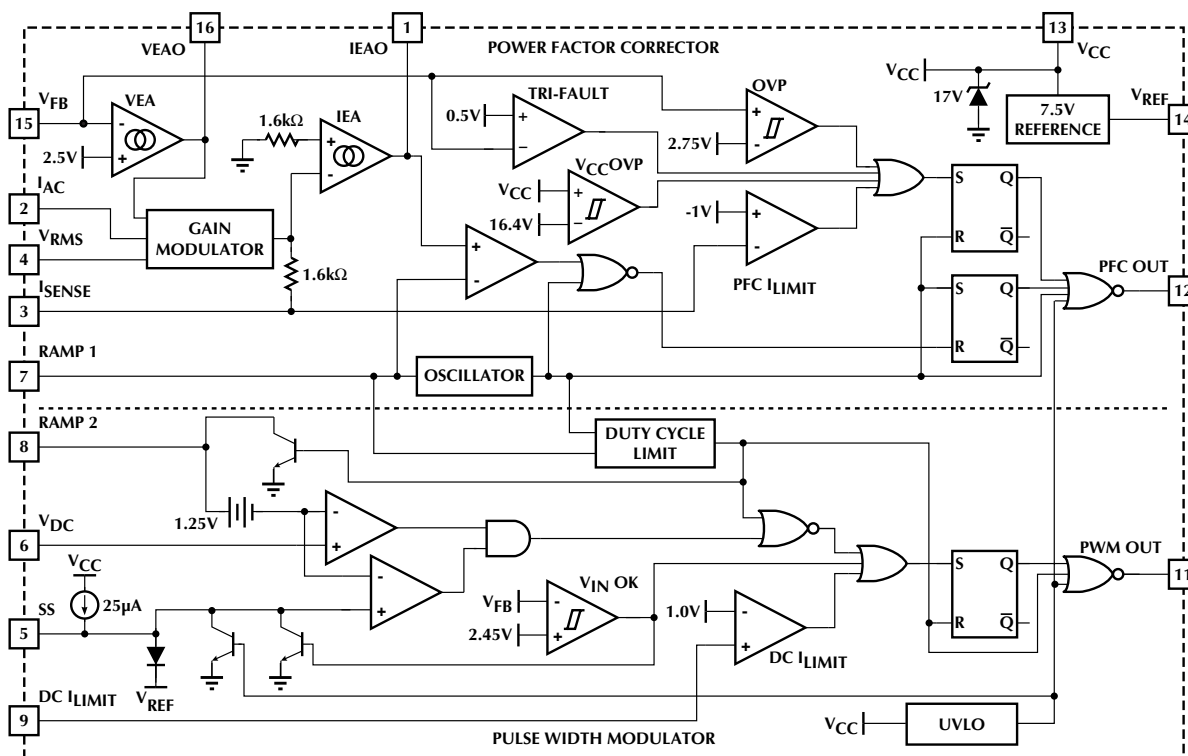 16
1
13
VEAO
IEAO
POWER FACTOR CORRECTOR
VCC
VCC
17V
7.5V
REFERENCE
VREF
14
VFB
15
VEA
-
+
2.5V
1.6kΩ
IEA
+
-
TRI-FAULT
0.5V
+
–
OVP
+
-
2.75V
VCC OVP
VCC
16.4V
+
–
-1V
+
-
PFC ILIMIT
IAC
2
VRMS
4
GAIN
MODULATOR
1.6kΩ
ISENSE
3
+
-
S
Q
R
Q
S
Q
R
Q
PFC OUT
12
RAMP 1
7
OSCILLATOR
RAMP 2
8
DUTY CYCLE
LIMIT
1.25V
VDC
6
-
+
-
+
VCC
25µA
SS
5
VREF
VIN OK
VFB
2.45V
-
+
1.0V
-
+
DC ILIMIT
S
Q
R
Q
PWM OUT
11
DC ILIMIT
9
VCC
UVLO
PULSE WIDTH MODULATOR